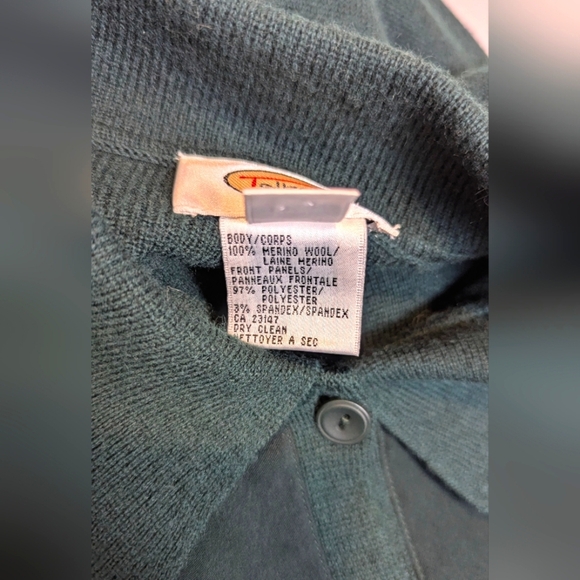 BODY/CORPS
100% MERINO WOOL/
LAINE MERINO
FRONT PANELS/
PANNEAUX FRONTALE
97% POLYESTER/
POLYESTER
3% SPANDEX/SPANDEX
CA 23147
DRY CLEAN
NETTOYER A SEC